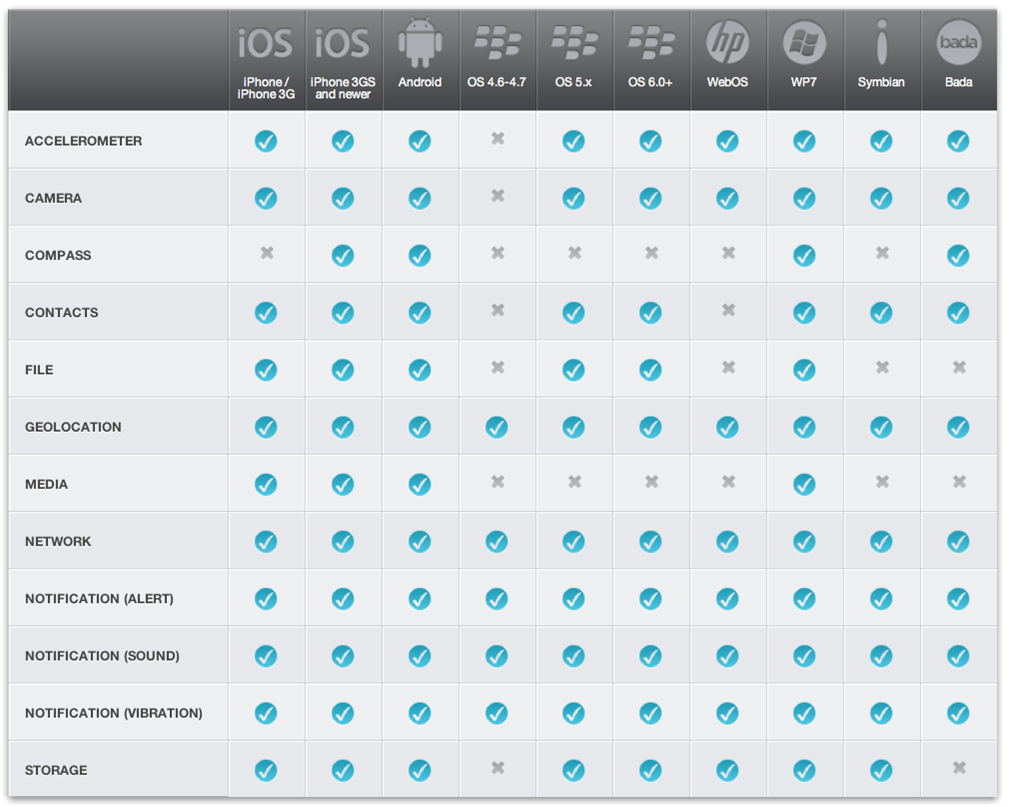 iOS iOS hp bada
iPhone / iPhone 3GS Android OS 4.6-4.7 OS 5.x OS 6.0+ WebOS WP7 Symbian Bada
iPhone 3G and newer
ACCELEROMETER
CAMERA
COMPASS
CONTACTS
FILE
GEOLOCATION
MEDIA
NETWORK
NOTIFICATION (ALERT)
NOTIFICATION (SOUND)
NOTIFICATION (VIBRATION)
STORAGE